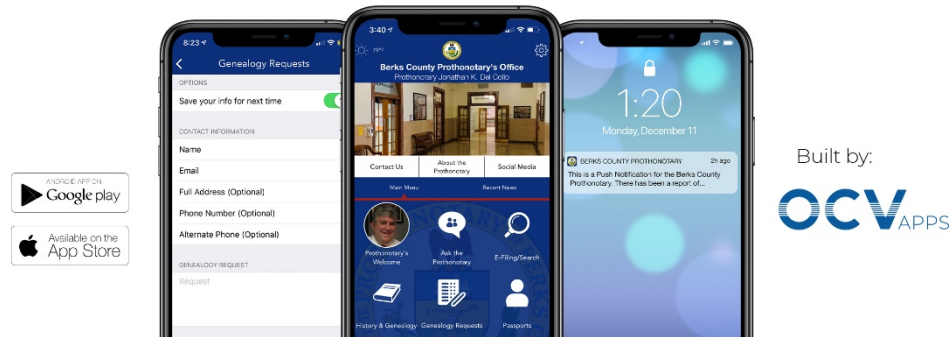 ANDROID APP ON
Google play
Available on the
App Store
8:23
Genealogy Requests
OPTIONS
Save your info for next time
CONTACT INFORMATION
Name
Email
Full Address (Optional)
Phone Number (Optional)
Alternate Phone (Optional)
GENEALOGY REQUEST
Request
3:40
Berks County Prothonotary's Office
Prothonotary Jonathan K. Del Collo
Contact Us
About the
Prothonotary
Social Media
Main Menu
Recent News
Prothonotary's
Welcome
Ask the
Prothonotary
E-Filing/Search
History & Genealogy
Genealogy Requests
Passports
1:20
Monday, December 11
BERKS COUNTY PROTHONOTARY
2h ago
This is a Push Notification for the Berks County
Prothonotary. There has been a report of...
Built by:
OCV APPS